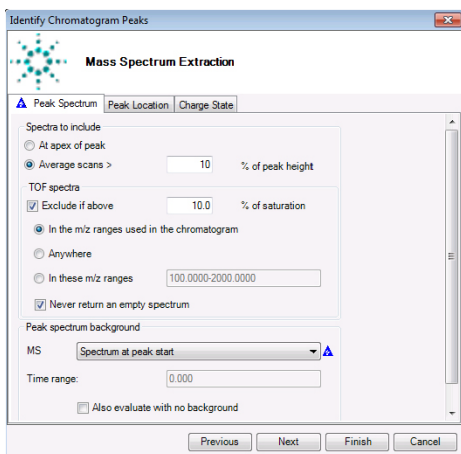 Identify Chromatogram Peaks
Mass Spectrum Extraction
Peak Spectrum Peak Location Charge State
Spectra to include
At apex of peak
Average scans > 10 % of peak height
TOF spectra
Exclude if above 10.0 % of saturation
In the m/z ranges used in the chromatogram
Anywhere
In these m/z ranges 100.0000-2000.0000
Never return an empty spectrum
Peak spectrum background
MS Spectrum at peak start
Time range: 0.000
Also evaluate with no background
Previous Next Finish Cancel